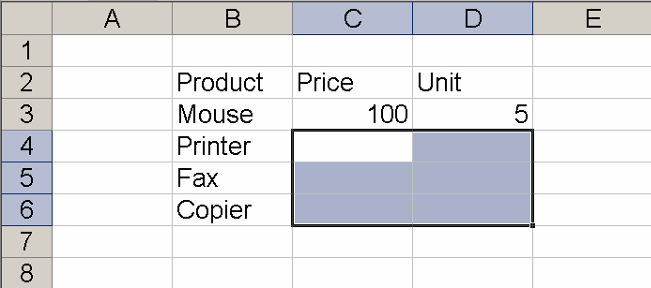 A B C D E
1
2 Product Price Unit
3 Mouse 100 5
4 Printer
5 Fax
6 Copier
7
8